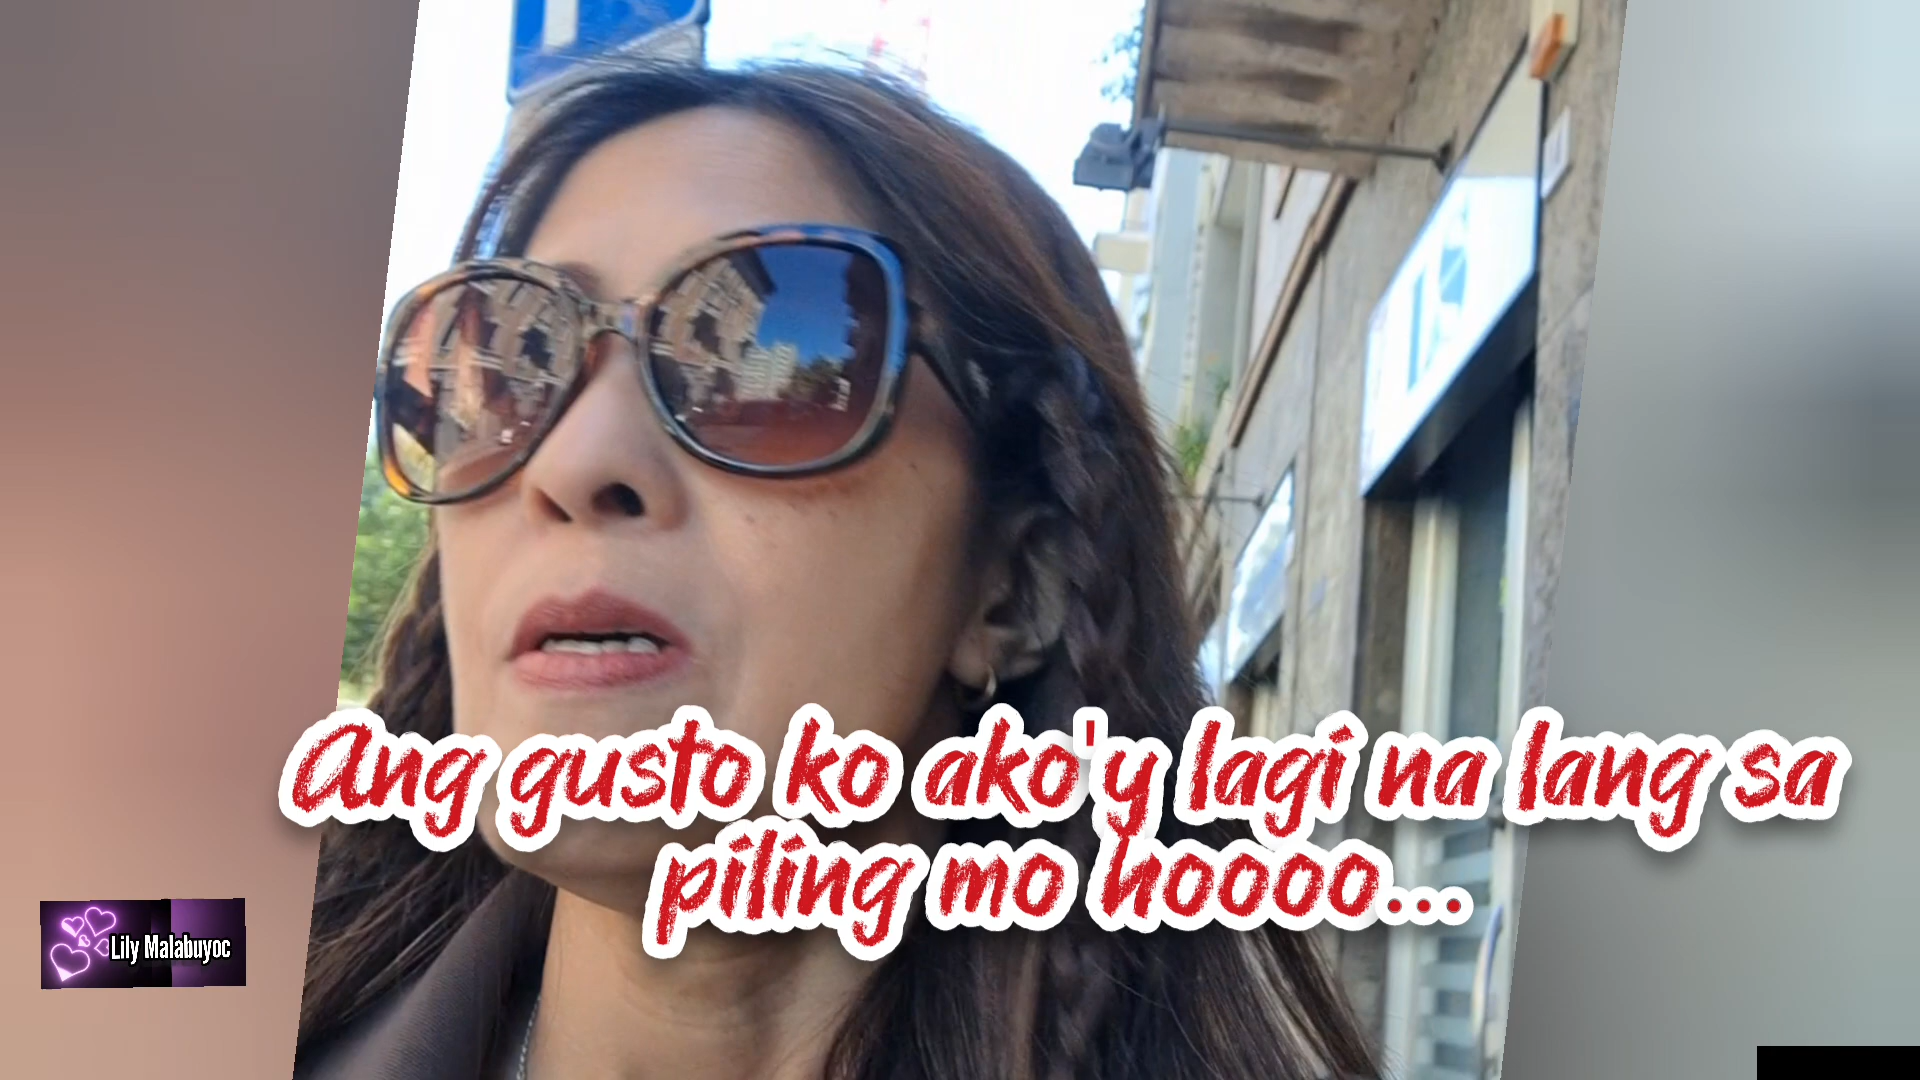 Ang gusto ko ako'y lagi na lang sa
piling mo hoooo...
Lily Malabuyoc